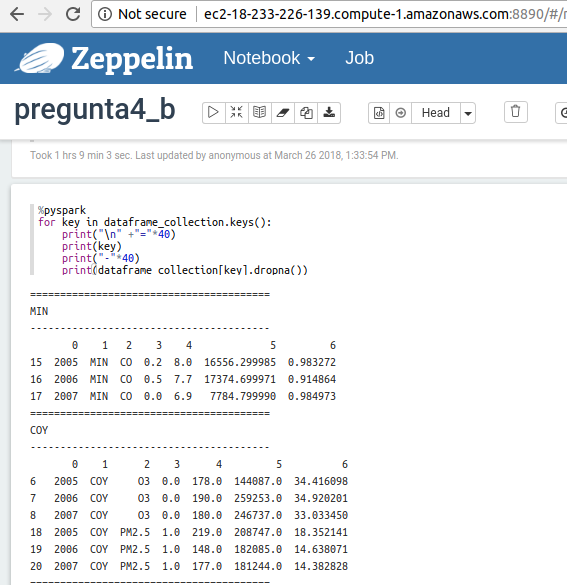 Not secure | ec2-18-233-226-139.compute-1.amazonaws.com:8890/#/
Zeppelin Notebook Job
pregunta4_b Head
Took 1 hrs 9 min 3 sec. Last updated by anonymous at March 26 2018, 1:33:54 PM.
%pyspark
for key in dataframe_collection.keys():
print("\n" +"="*40)
print(key)
print("-"*40)
print(dataframe_collection[key].dropna())
========================================
MIN
----------------------------------------
0 1 2 3 4 5 6
15 2005 MIN CO 0.2 8.0 16556.299985 0.983272
16 2006 MIN CO 0.5 7.7 17374.699971 0.914864
17 2007 MIN CO 0.0 6.9 7784.799990 0.984973
========================================
COY
----------------------------------------
0 1 2 3 4 5 6
6 2005 COY O3 0.0 178.0 144087.0 34.416098
7 2006 COY O3 0.0 190.0 259253.0 34.920201
8 2007 COY O3 0.0 180.0 246737.0 33.033450
18 2005 COY PM2.5 1.0 219.0 208747.0 18.352141
19 2006 COY PM2.5 1.0 148.0 182085.0 14.638071
20 2007 COY PM2.5 1.0 177.0 181244.0 14.382828
========================================